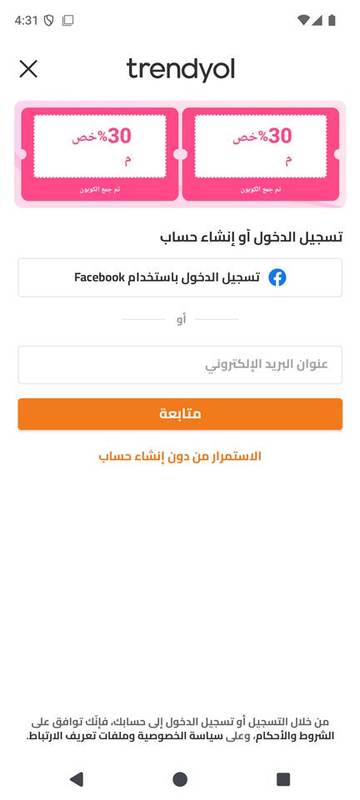 4:31
trendyol
30%خص
م
تم جمع الكوبون
30%خص
م
تم جمع الكوبون
تسجيل الدخول أو إنشاء حساب
تسجيل الدخول باستخدام Facebook
أو
عنوان البريد الإلكتروني
متابعة
الاستمرار من دون إنشاء حساب
من خلال التسجيل أو تسجيل الدخول إلى حسابك، فإنّك توافق على
الشروط والأحكام، وعلى سياسة الخصوصية وملفات تعريف الارتباط.